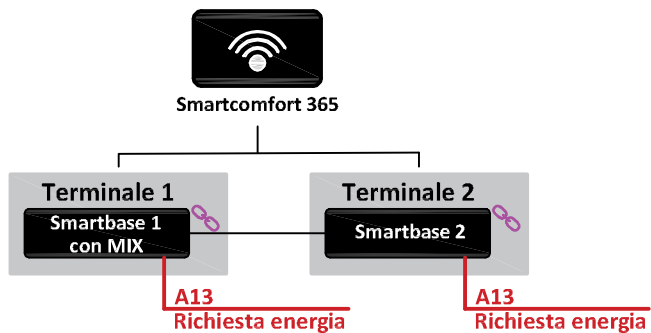 Smartcomfort 365
Terminale 1
Smartbase 1
con MIX
Terminale 2
Smartbase 2
A13
Richiesta energia
A13
Richiesta energia